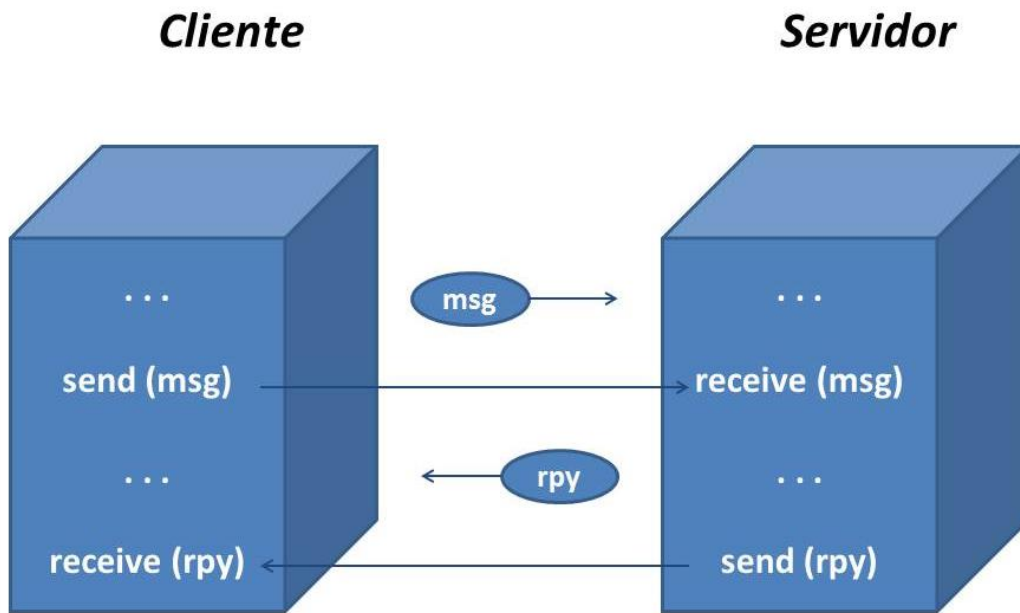 Cliente
Servidor
. . .
msg
. . .
send (msg)
receive (msg)
. . .
rpy
. . .
receive (rpy)
send (rpy)